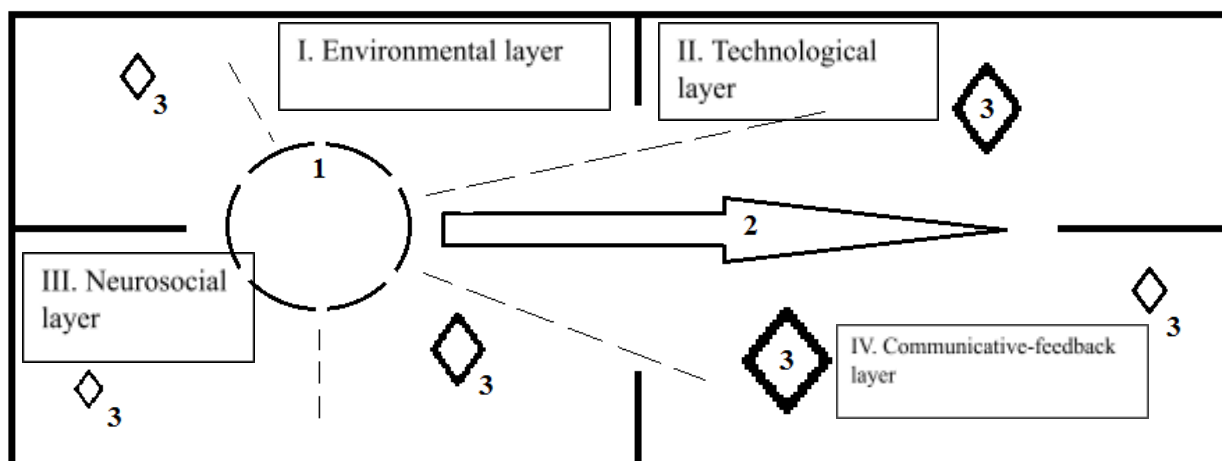 I. Environmental layer
II. Technological
layer
3
3
1
2
III. Neurosocial
layer
3
3
3
IV. Communicative-feedback
layer
3